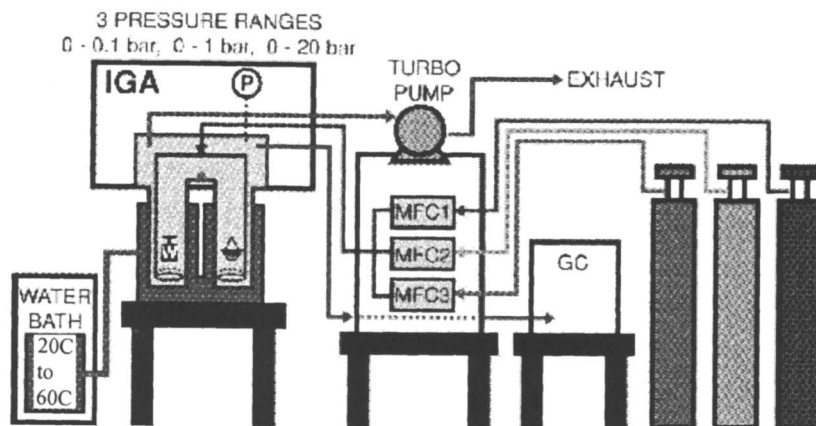 3 PRESSURE RANGES
0 - 0.1 bar, 0 - 1 bar, 0 - 20 bar
IGA
P
TURBO
PUMP
EXHAUST
MFC1
MFC2
MFC3
GC
W
WATER
BATH
20C
to
60C